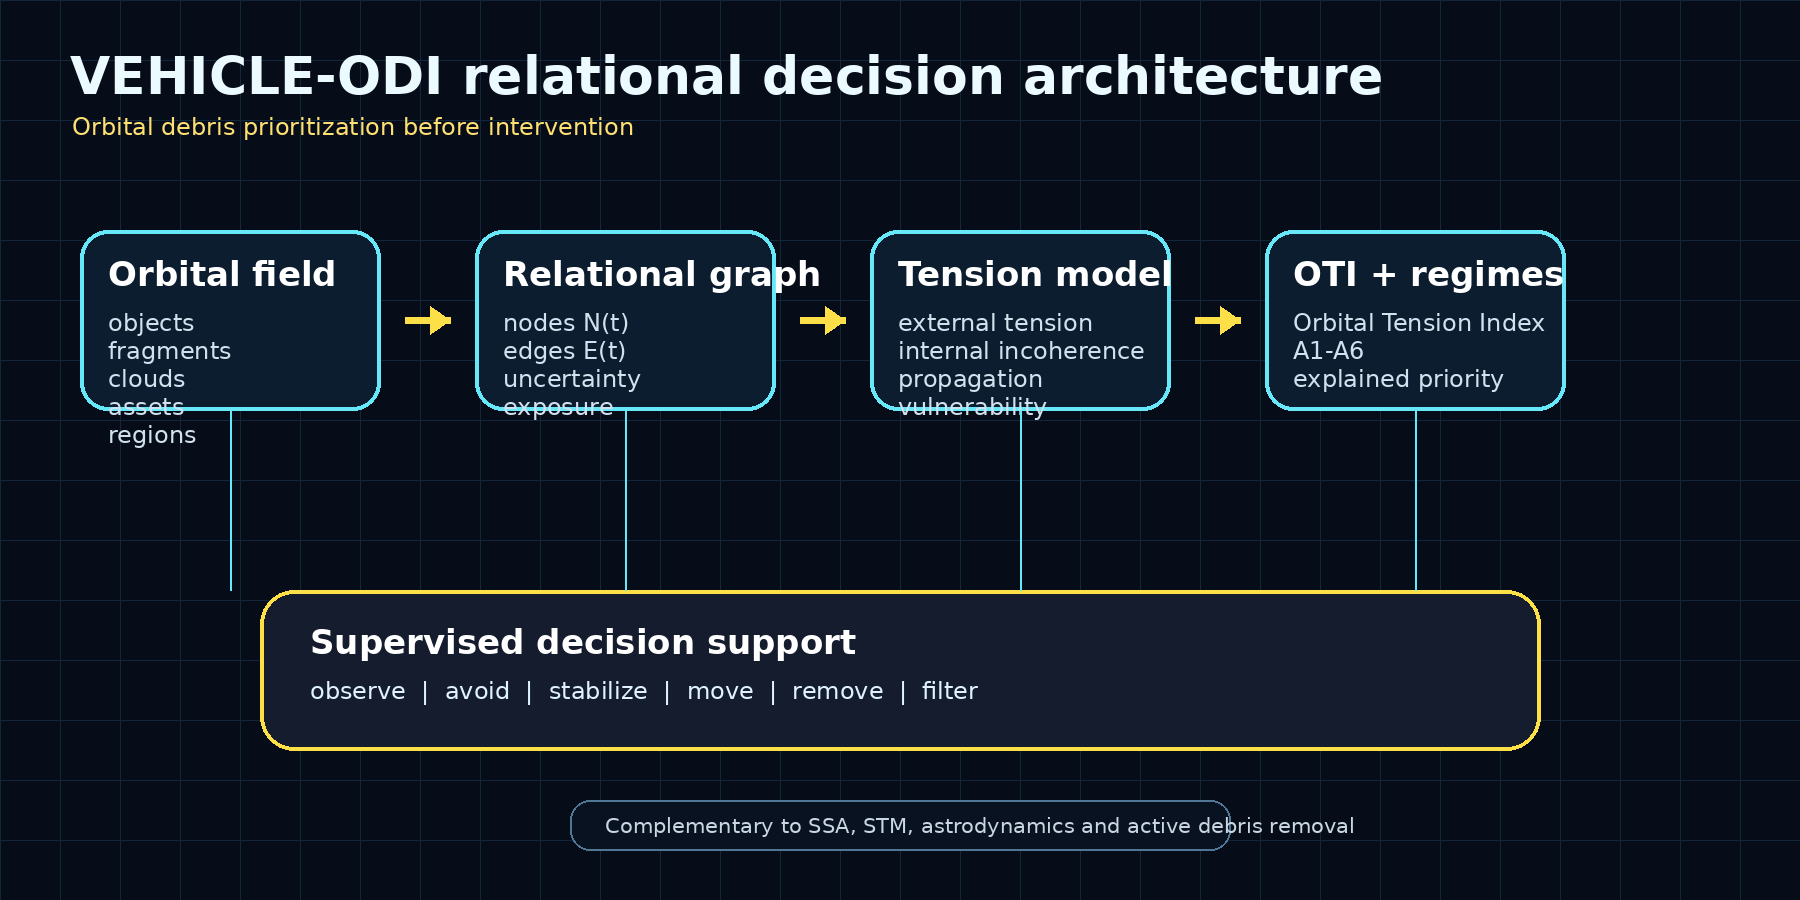 VEHICLE-ODI relational decision architecture
Orbital debris prioritization before intervention
Orbital field
objects
fragments
clouds
assets
regions
Relational graph
nodes N(t)
edges E(t)
uncertainty
exposure
Tension model
external tension
internal incoherence
propagation
vulnerability
OTI + regimes
Orbital Tension Index
A1-A6
explained priority
Supervised decision support
observe | avoid | stabilize | move | remove | filter
Complementary to SSA, STM, astrodynamics and active debris removal